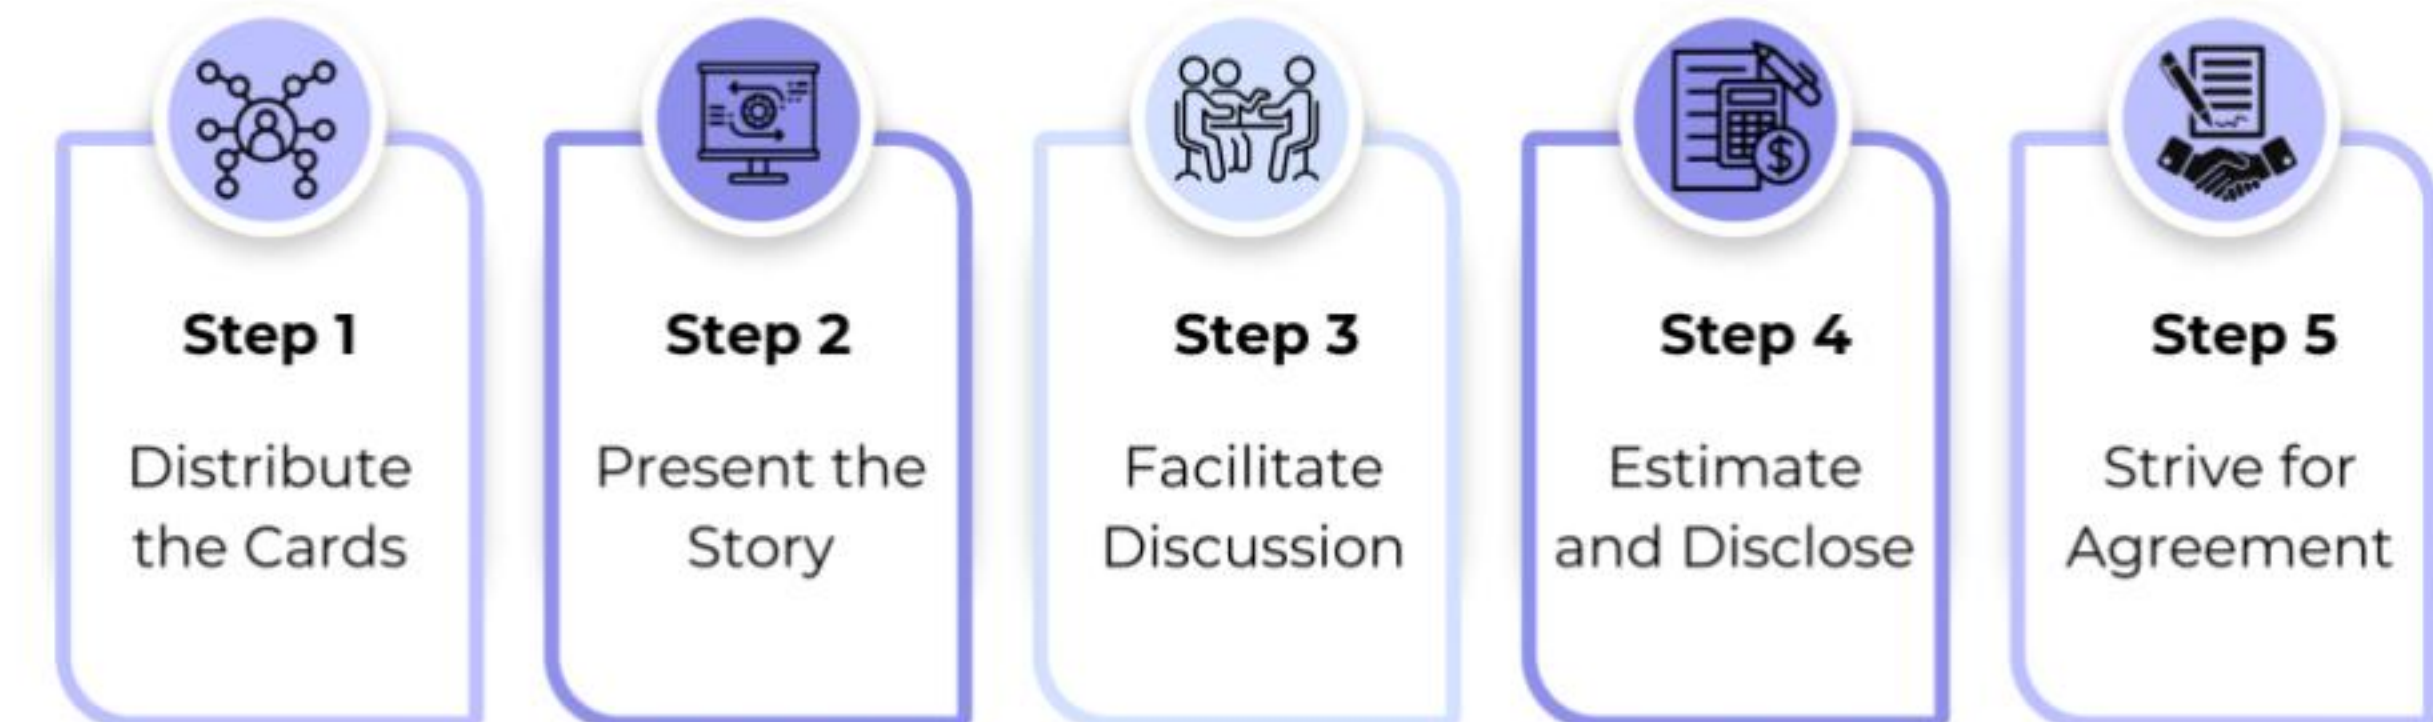 Step 1
Distribute
the Cards
Step 2
Present the
Story
Step 3
Facilitate
Discussion
Step 4
Estimate
and Disclose
Step 5
Strive for
Agreement